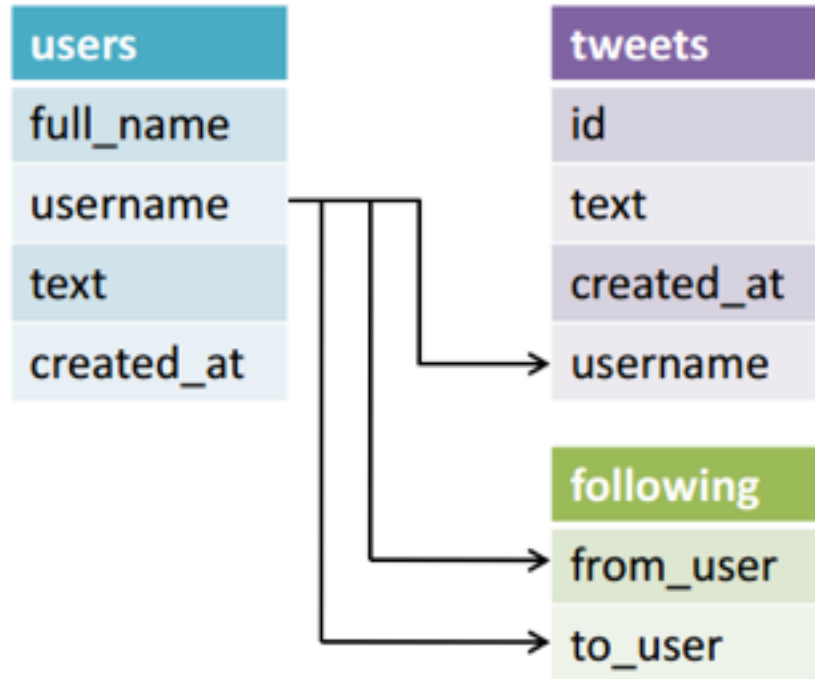 users
full_name
username
text
created_at
tweets
id
text
created_at
username
following
from_user
to_user